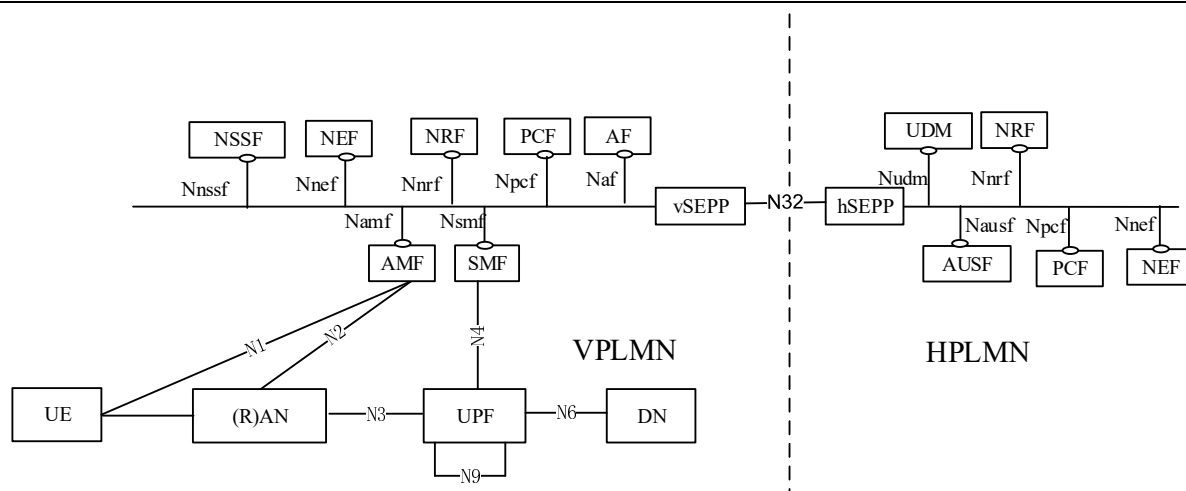 NSSF
NEF
NRF
PCF
AF
UDM
NRF
Nnssf
Nnef
Nnrf
Npcf
Naf
Nudm
Nnrf
vSEPP
N32
hSEPP
Namf
Nsmf
Nausf
Npcf
Nnef
AMF
SMF
AUSF
PCF
NEF
N1
N2
N4
VPLMN
HPLMN
UE
(R)AN
N3
UPF
N6
DN
N9